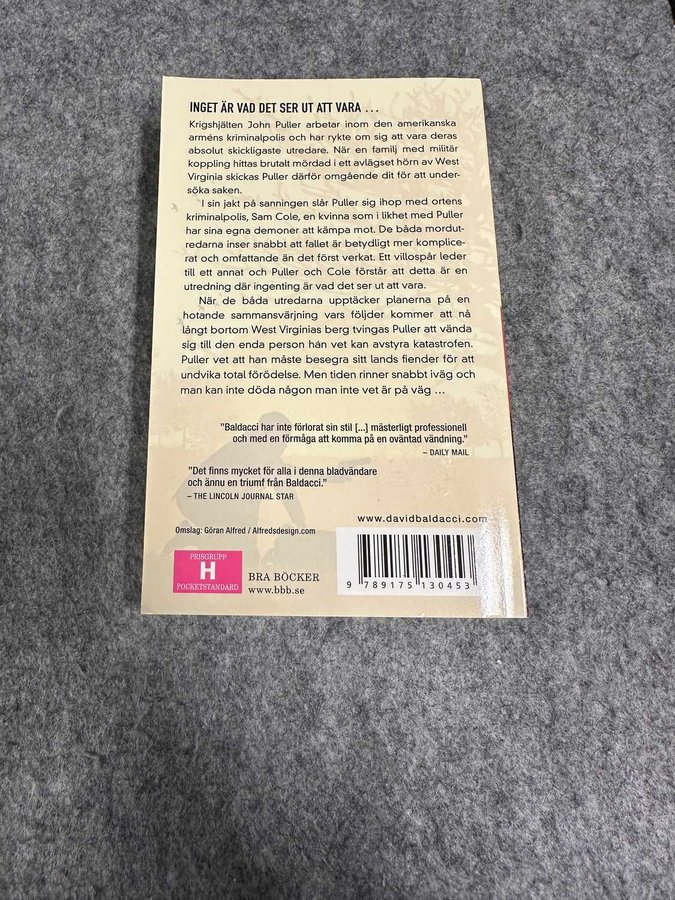 INGET ÄR VAD DET SER UT ATT VARA ...
Krigshjälten John Puller arbetar inom den amerikanska
arméns kriminalpolis och har rykte om sig att vara deras
absolut skickligaste utredare. När en familj med militär
koppling hittas brutalt mördad i ett avlägset hörn av West
Virginia skickas Puller därför omgående dit för att under-
söka saken.
I sin jakt på sanningen slår Puller sig ihop med ortens
kriminalpolis, Sam Cole, en kvinna som i likhet med Puller
har sina egna demoner att kämpa mot. De båda mordut-
redarna inser snabbt att fallet är betydligt mer komplice-
rat och omfattande än det först verkat. Ett villospår leder
till ett annat och Puller och Cole förstår att detta är en
utredning där ingenting är vad det ser ut att vara.
När de båda utredarna upptäcker planerna på en
hotande sammansvärjning vars följder kommer att nå
långt bortom West Virginias berg tvingas Puller att vända
sig till den enda person han vet kan avstyra katastrofen.
Puller vet att han måste besegra sitt lands fiender för att
undvika total förödelse. Men tiden rinner snabbt iväg och
man kan inte döda någon man inte vet är på väg ...
"Baldacci har inte förlorat sin stil [...] mästerligt professionell
och med en förmåga att komma på en oväntad vändning."
– DAILY MAIL
"Det finns mycket för alla i denna bladvändare
och ännu en triumf från Baldacci."
– THE LINCOLN JOURNAL STAR
www.davidbaldacci.com
Omslag: Göran Alfred / Alfredsdesign.com
PRISGRUPP
H
POCKETSTANDARD
BRA BÖCKER
www.bbb.se
9 789175 130453